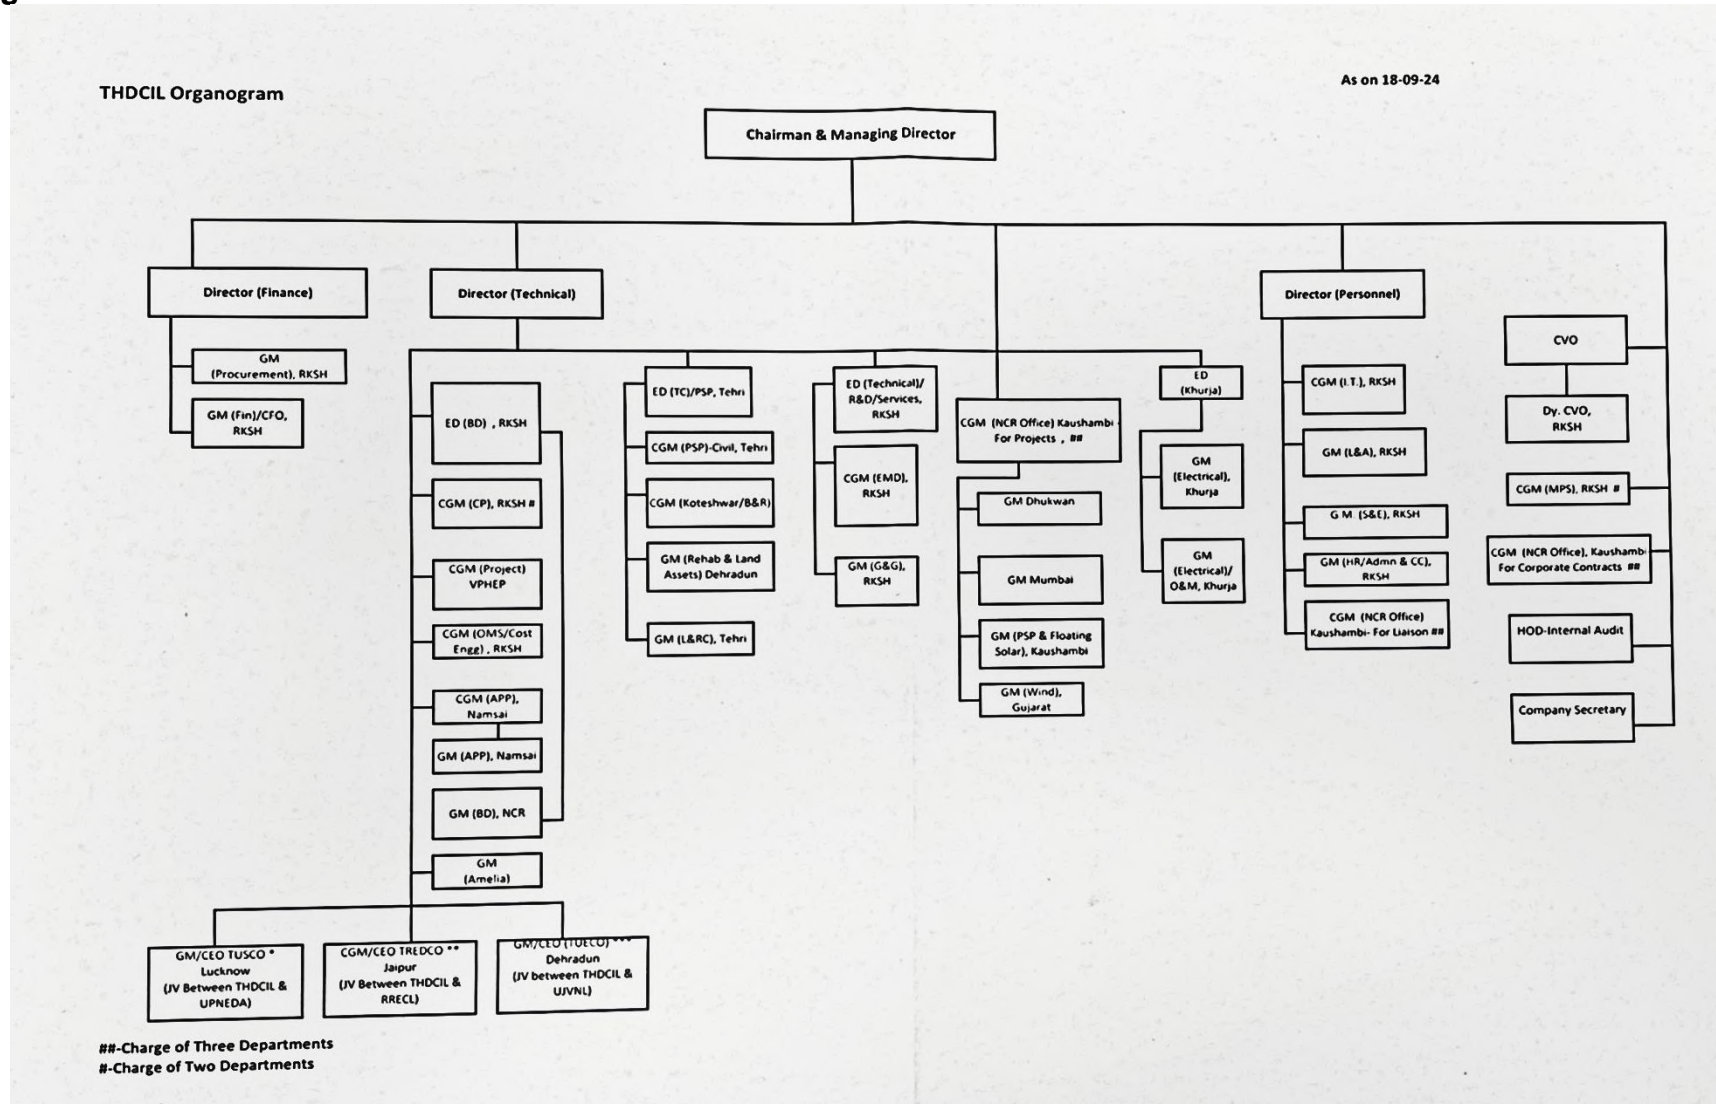 THDCIL Organogram
As on 18-09-24
Chairman & Managing Director
Director (Finance)
GM
(Procurement), RKSH
GM (Fin)/CFO,
RKSH
Director (Technical)
ED (BD) , RKSH
CGM (CP), RKSH #
CGM (Project)
VPHEP
CGM (OMS/Cost
Engg) , RKSH
CGM (APP),
Namsai
GM (APP), Namsai
GM (BD), NCR
GM
(Amelia)
GM/CEO TUSCO *
Lucknow
(JV Between THDCIL &
UPNEDA)
CGM/CEO TREDCO **
Jaipur
(JV Between THDCIL &
RRECL)
GM/CEO (TUECO) ***
Dehradun
(JV between THDCIL &
UJVNL)
ED (TC)/PSP, Tehri
CGM (PSP)-Civil, Tehri
CGM (Koteshwar/B&R)
GM (Rehab & Land
Assets) Dehradun
GM (L&RC), Tehri
ED (Technical)/
R&D/Services,
RKSH
CGM (EMD),
RKSH
GM (G&G),
RKSH
CGM (NCR Office) Kaushambi
For Projects , ##
GM Dhukwan
GM Mumbai
GM (PSP & Floating
Solar), Kaushambi
GM (Wind),
Gujarat
ED
(Khurja)
GM
(Electrical),
Khurja
GM
(Electrical)/
O&M, Khurja
Director (Personnel)
CGM (I.T.), RKSH
GM (L&A), RKSH
G.M. (S&E), RKSH
GM (HR/Admn & CC),
RKSH
CGM (NCR Office)
Kaushambi- For Liaison ##
CVO
Dy. CVO,
RKSH
CGM (MPS), RKSH #
CGM (NCR Office), Kaushambi
For Corporate Contracts ##
HOD-Internal Audit
Company Secretary
##-Charge of Three Departments
#-Charge of Two Departments